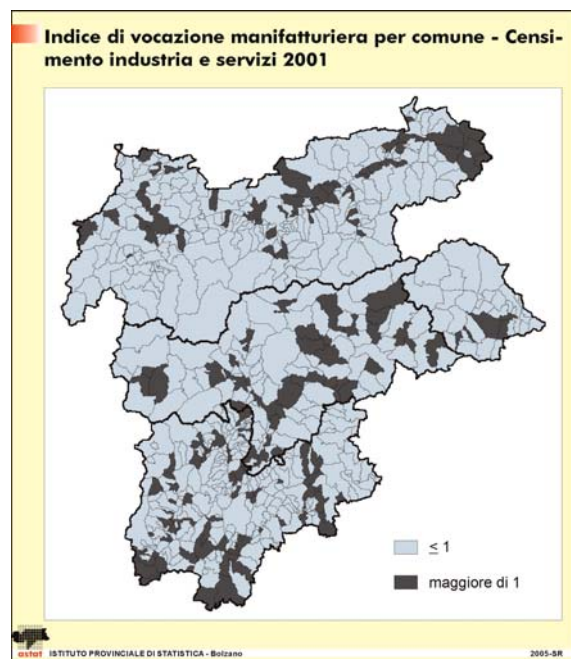 Indice di vocazione manifatturiera per comune - Censi-
mento industria e servizi 2001
≤ 1
maggiore di 1
astat ISTITUTO PROVINCIALE DI STATISTICA - Bolzano 2005-SR